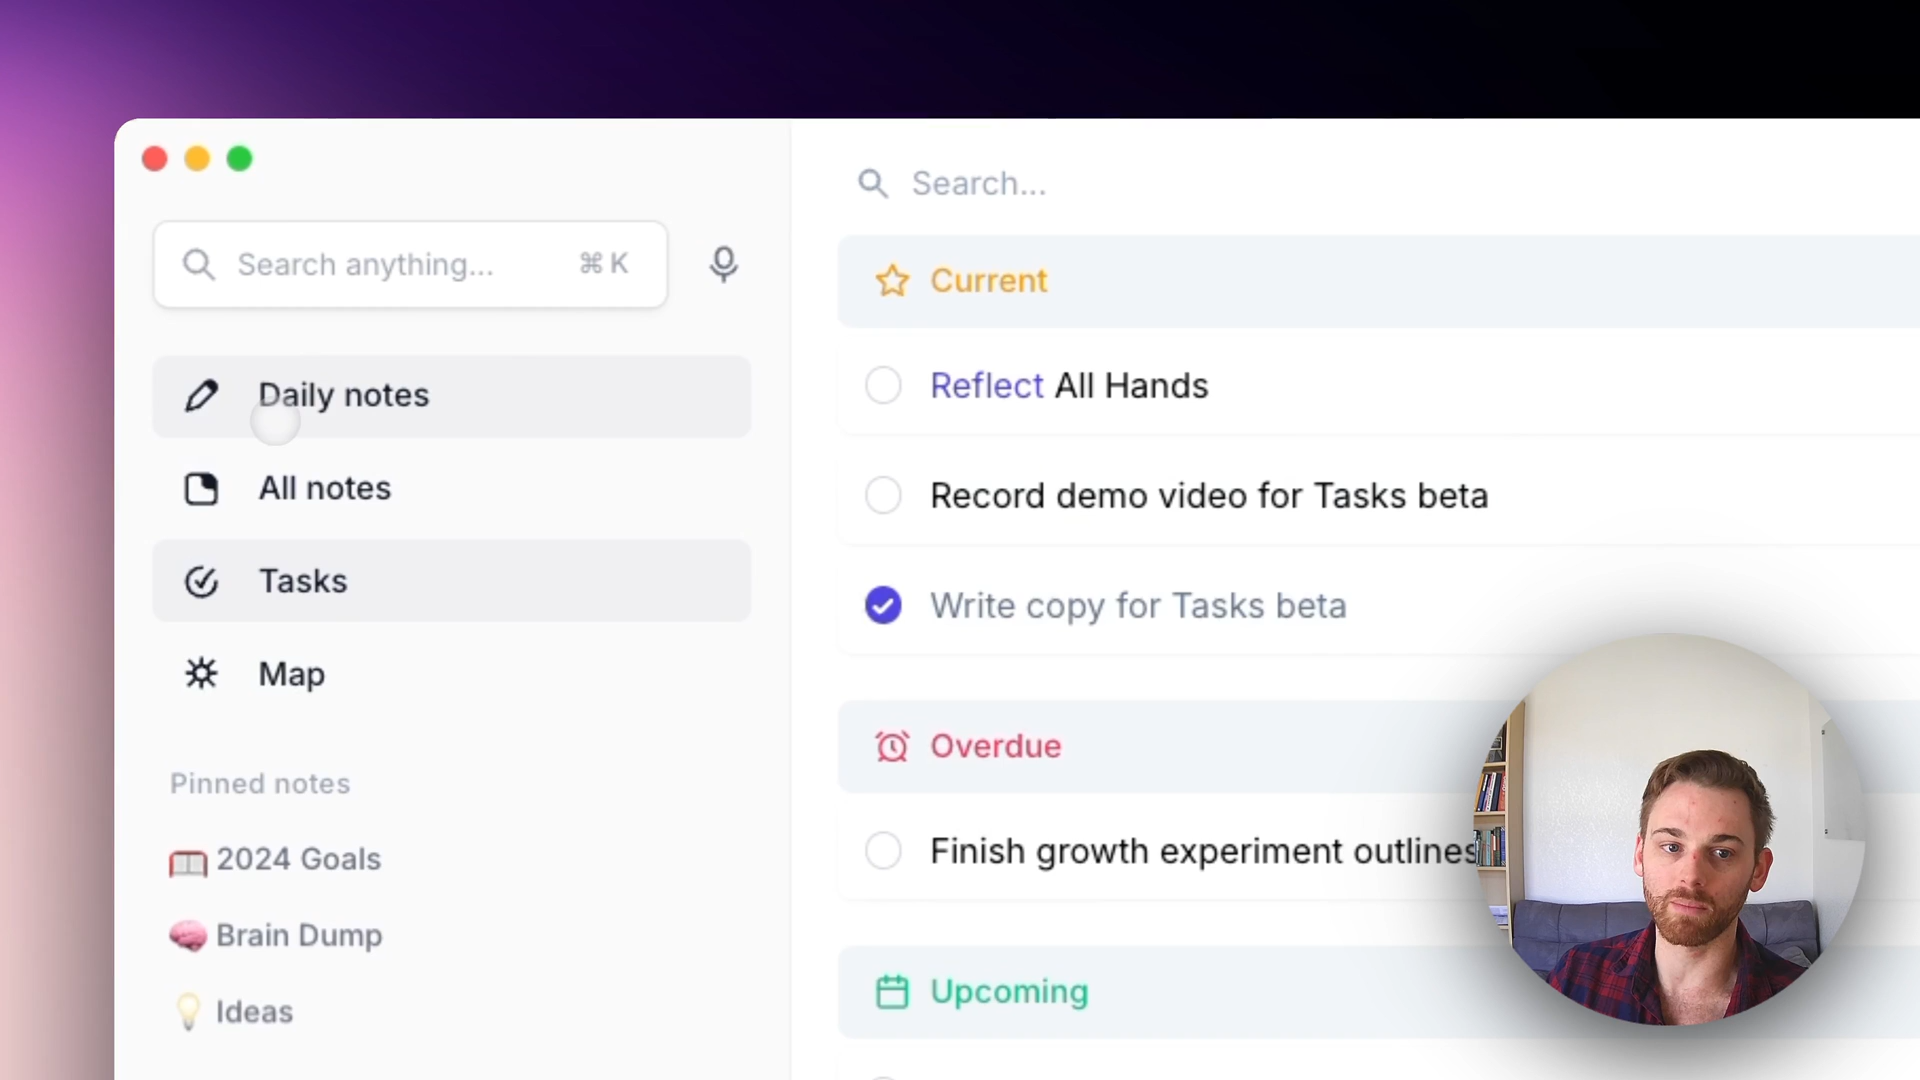 Search anything... ⌘ K
Daily notes
All notes
Tasks
Map
Pinned notes
2024 Goals
Brain Dump
Ideas
Search...
Current
Reflect All Hands
Record demo video for Tasks beta
Write copy for Tasks beta
Overdue
Finish growth experiment outlines
Upcoming